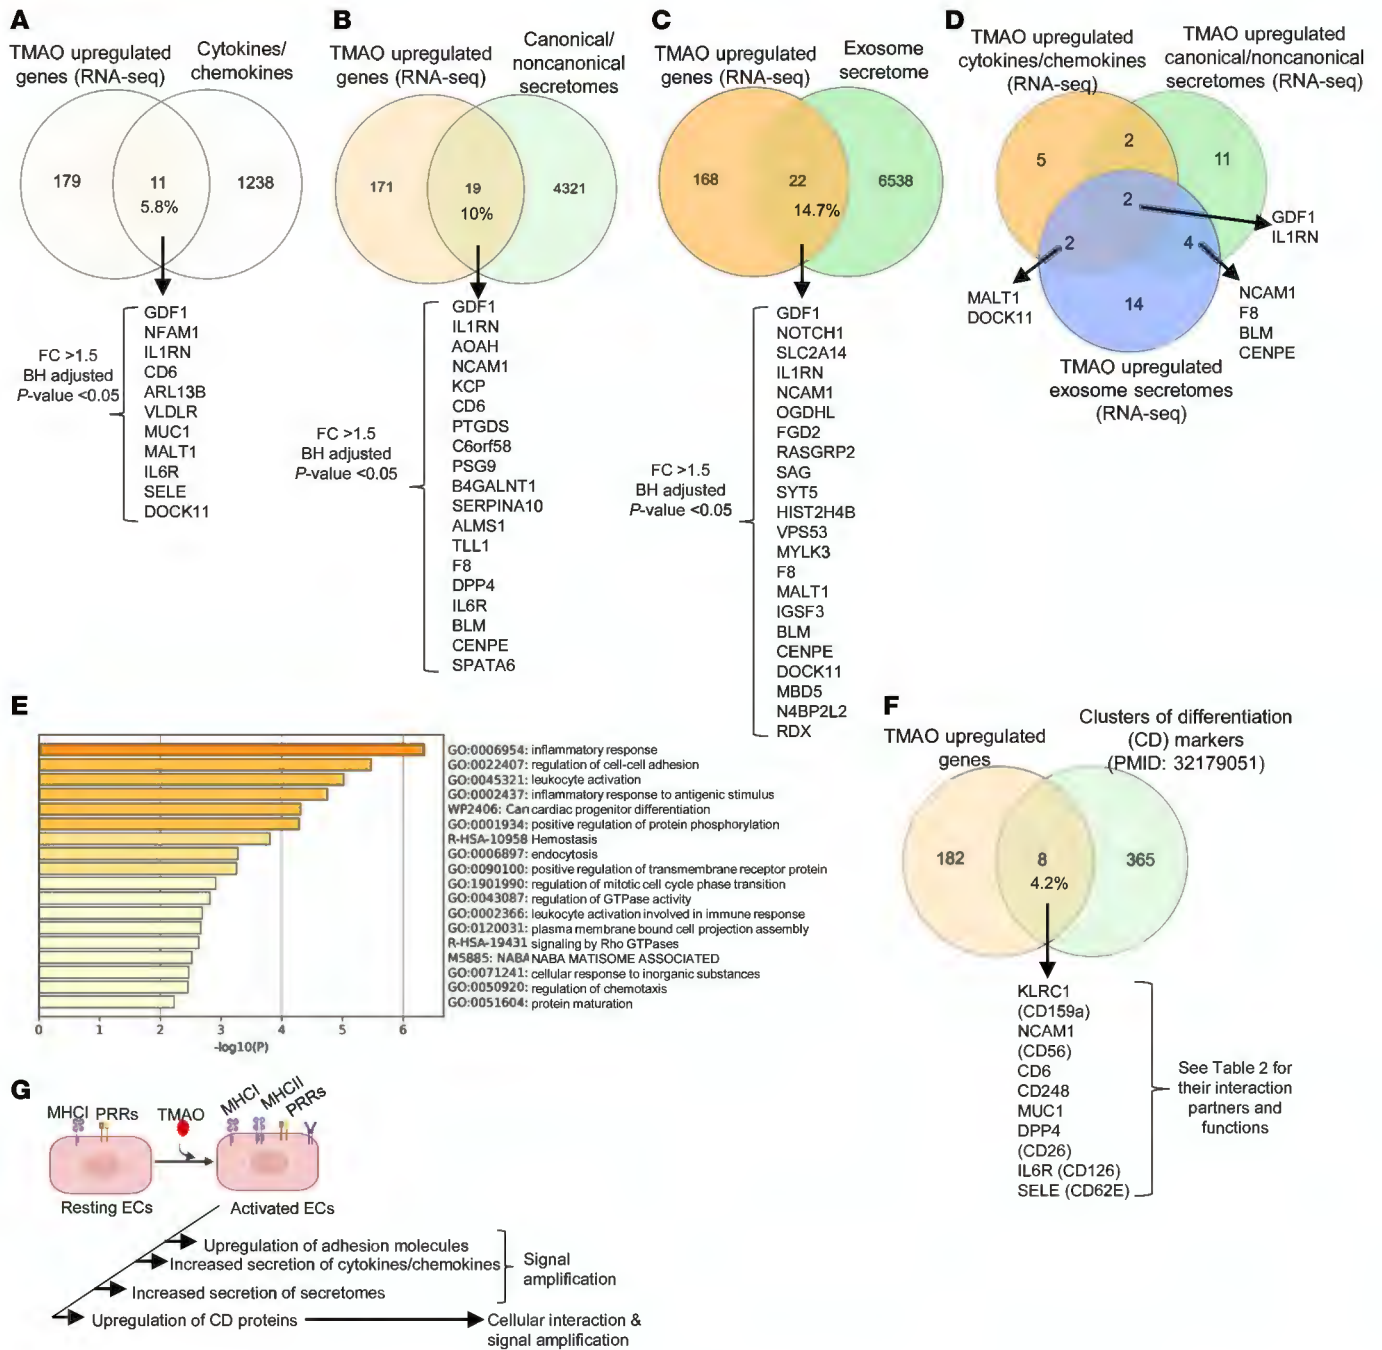 A
TMAO upregulated
genes (RNA-seq)
Cytokines/
chemokines
179
11
5.8%
1238
FC >1.5
BH adjusted
P-value <0.05
GDF1
NFAM1
IL1RN
CD6
ARL13B
VLDLR
MUC1
MALT1
IL6R
SELE
DOCK11
B
TMAO upregulated
genes (RNA-seq)
Canonical/
noncanonical
secretomes
171
19
10%
4321
FC >1.5
BH adjusted
P-value <0.05
GDF1
IL1RN
AOAH
NCAM1
KCP
CD6
PTGDS
C6orf58
PSG9
B4GALNT1
SERPINA10
ALMS1
TLL1
F8
DPP4
IL6R
BLM
CENPE
SPATA6
C
TMAO upregulated
genes (RNA-seq)
Exosome
secretome
168
22
14.7%
6538
FC >1.5
BH adjusted
P-value <0.05
GDF1
NOTCH1
SLC2A14
IL1RN
NCAM1
OGDHL
FGD2
RASGRP2
SAG
SYT5
HIST2H4B
VPS53
MYLK3
F8
MALT1
IGSF3
BLM
CENPE
DOCK11
MBD5
N4BP2L2
RDX
D
TMAO upregulated
cytokines/chemokines
(RNA-seq)
TMAO upregulated
canonical/noncanonical
secretomes (RNA-seq)
5
2
11
2
2
4
14
GDF1
IL1RN
MALT1
DOCK11
NCAM1
F8
BLM
CENPE
TMAO upregulated
exosome secretomes
(RNA-seq)
E
GO:0006954: inflammatory response
GO:0022407: regulation of cell-cell adhesion
GO:0045321: leukocyte activation
GO:0002437: inflammatory response to antigenic stimulus
WP2406: Can cardiac progenitor differentiation
GO:0001934: positive regulation of protein phosphorylation
R-HSA-10958 Hemostasis
GO:0006897: endocytosis
GO:0090100: positive regulation of transmembrane receptor protein
GO:1901990: regulation of mitotic cell cycle phase transition
GO:0043087: regulation of GTPase activity
GO:0002366: leukocyte activation involved in immune response
GO:0120031: plasma membrane bound cell projection assembly
R-HSA-19431 signaling by Rho GTPases
M5885: NABA NABA MATISOME ASSOCIATED
GO:0071241: cellular response to inorganic substances
GO:0050920: regulation of chemotaxis
GO:0051604: protein maturation
0 1 2 3 4 5 6
-log10(P)
F
TMAO upregulated
genes
Clusters of differentiation
(CD) markers
(PMID: 32179051)
182
8
4.2%
365
KLRC1
(CD159a)
NCAM1
(CD56)
CD6
CD248
MUC1
DPP4
(CD26)
IL6R (CD126)
SELE (CD62E)
See Table 2 for
their interaction
partners and
functions
G
MHCI PRRs
TMAO
MHCI
MHCII
PRRs
Resting ECs
Activated ECs
Upregulation of adhesion molecules
Increased secretion of cytokines/chemokines
Increased secretion of secretomes
Signal
amplification
Upregulation of CD proteins
Cellular interaction &
signal amplification